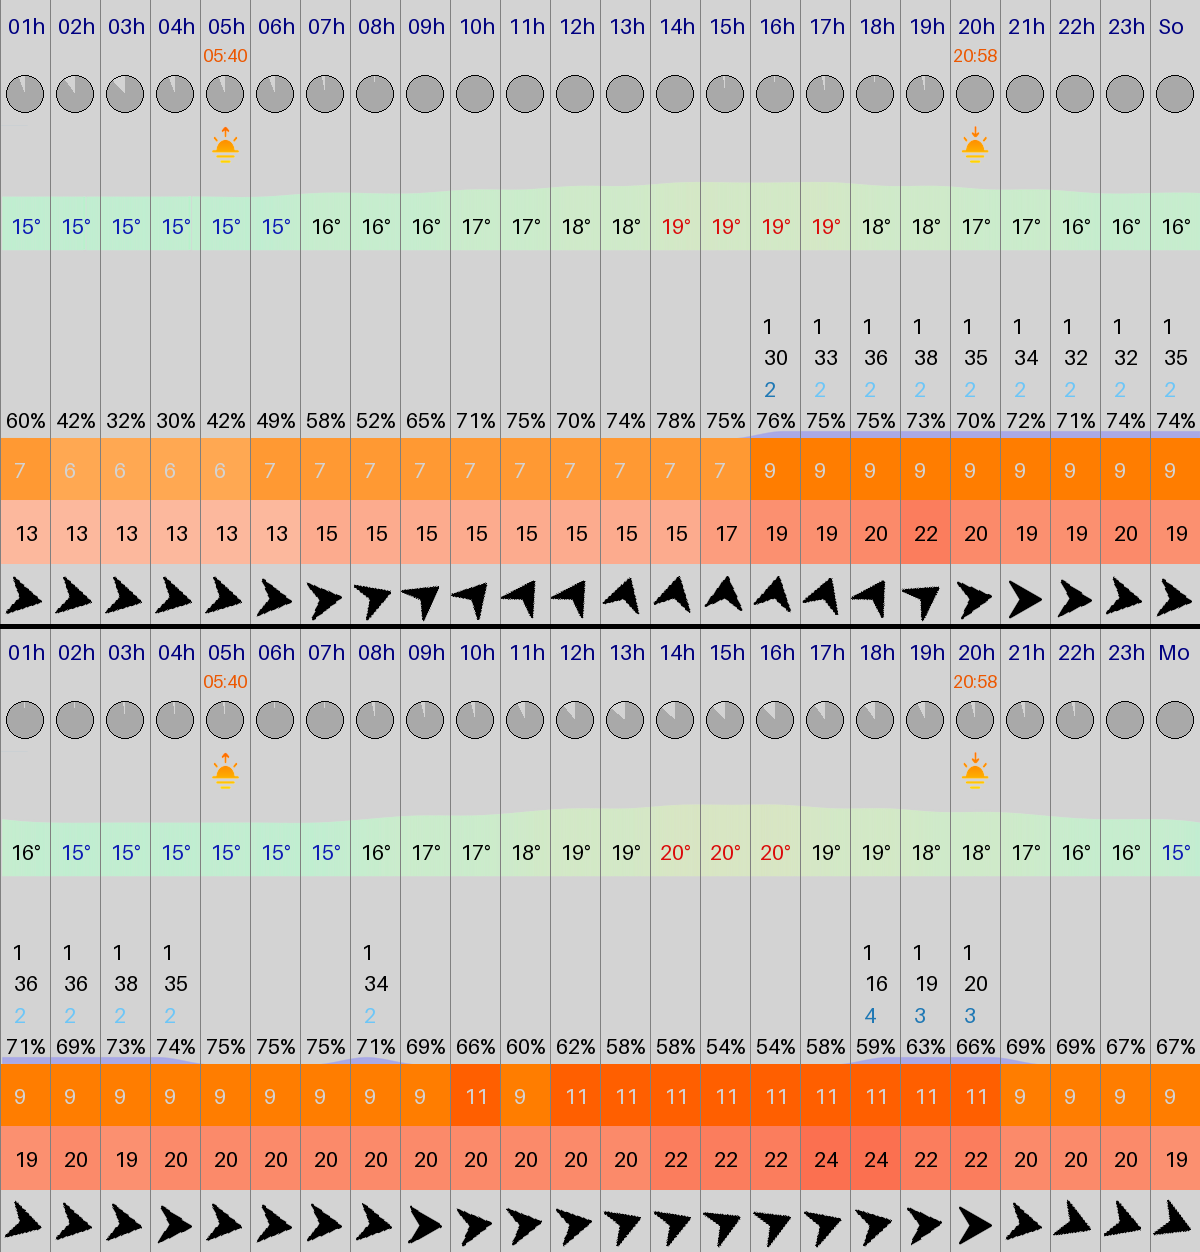 01h 02h 03h 04h 05h 06h 07h 08h 09h 10h 11h 12h 13h 14h 15h 16h 17h 18h 19h 20h 21h 22h 23h So
05:40 20:58
15° 15° 15° 15° 15° 15° 16° 16° 16° 17° 17° 18° 18° 19° 19° 19° 19° 18° 18° 17° 17° 16° 16° 16°
1 1 1 1 1 1 1 1 1
30 33 36 38 35 34 32 32 35
2 2 2 2 2 2 2 2 2
60% 42% 32% 30% 42% 49% 58% 52% 65% 71% 75% 70% 74% 78% 75% 76% 75% 75% 73% 70% 72% 71% 74% 74%
7 6 6 6 6 7 7 7 7 7 7 7 7 7 7 9 9 9 9 9 9 9 9 9
13 13 13 13 13 13 15 15 15 15 15 15 15 15 17 19 19 20 22 20 19 19 20 19
01h 02h 03h 04h 05h 06h 07h 08h 09h 10h 11h 12h 13h 14h 15h 16h 17h 18h 19h 20h 21h 22h 23h Mo
05:40 20:58
16° 15° 15° 15° 15° 15° 15° 16° 17° 17° 18° 19° 19° 20° 20° 20° 19° 19° 18° 18° 17° 16° 16° 15°
1 1 1 1 1 1 1 1
36 36 38 35 34 16 19 20
2 2 2 2 2 4 3 3
71% 69% 73% 74% 75% 75% 75% 71% 69% 66% 60% 62% 58% 58% 54% 54% 58% 59% 63% 66% 69% 69% 67% 67%
9 9 9 9 9 9 9 9 9 11 9 11 11 11 11 11 11 11 11 11 9 9 9 9
19 20 19 20 20 20 20 20 20 20 20 20 20 22 22 22 24 24 22 22 20 20 20 19